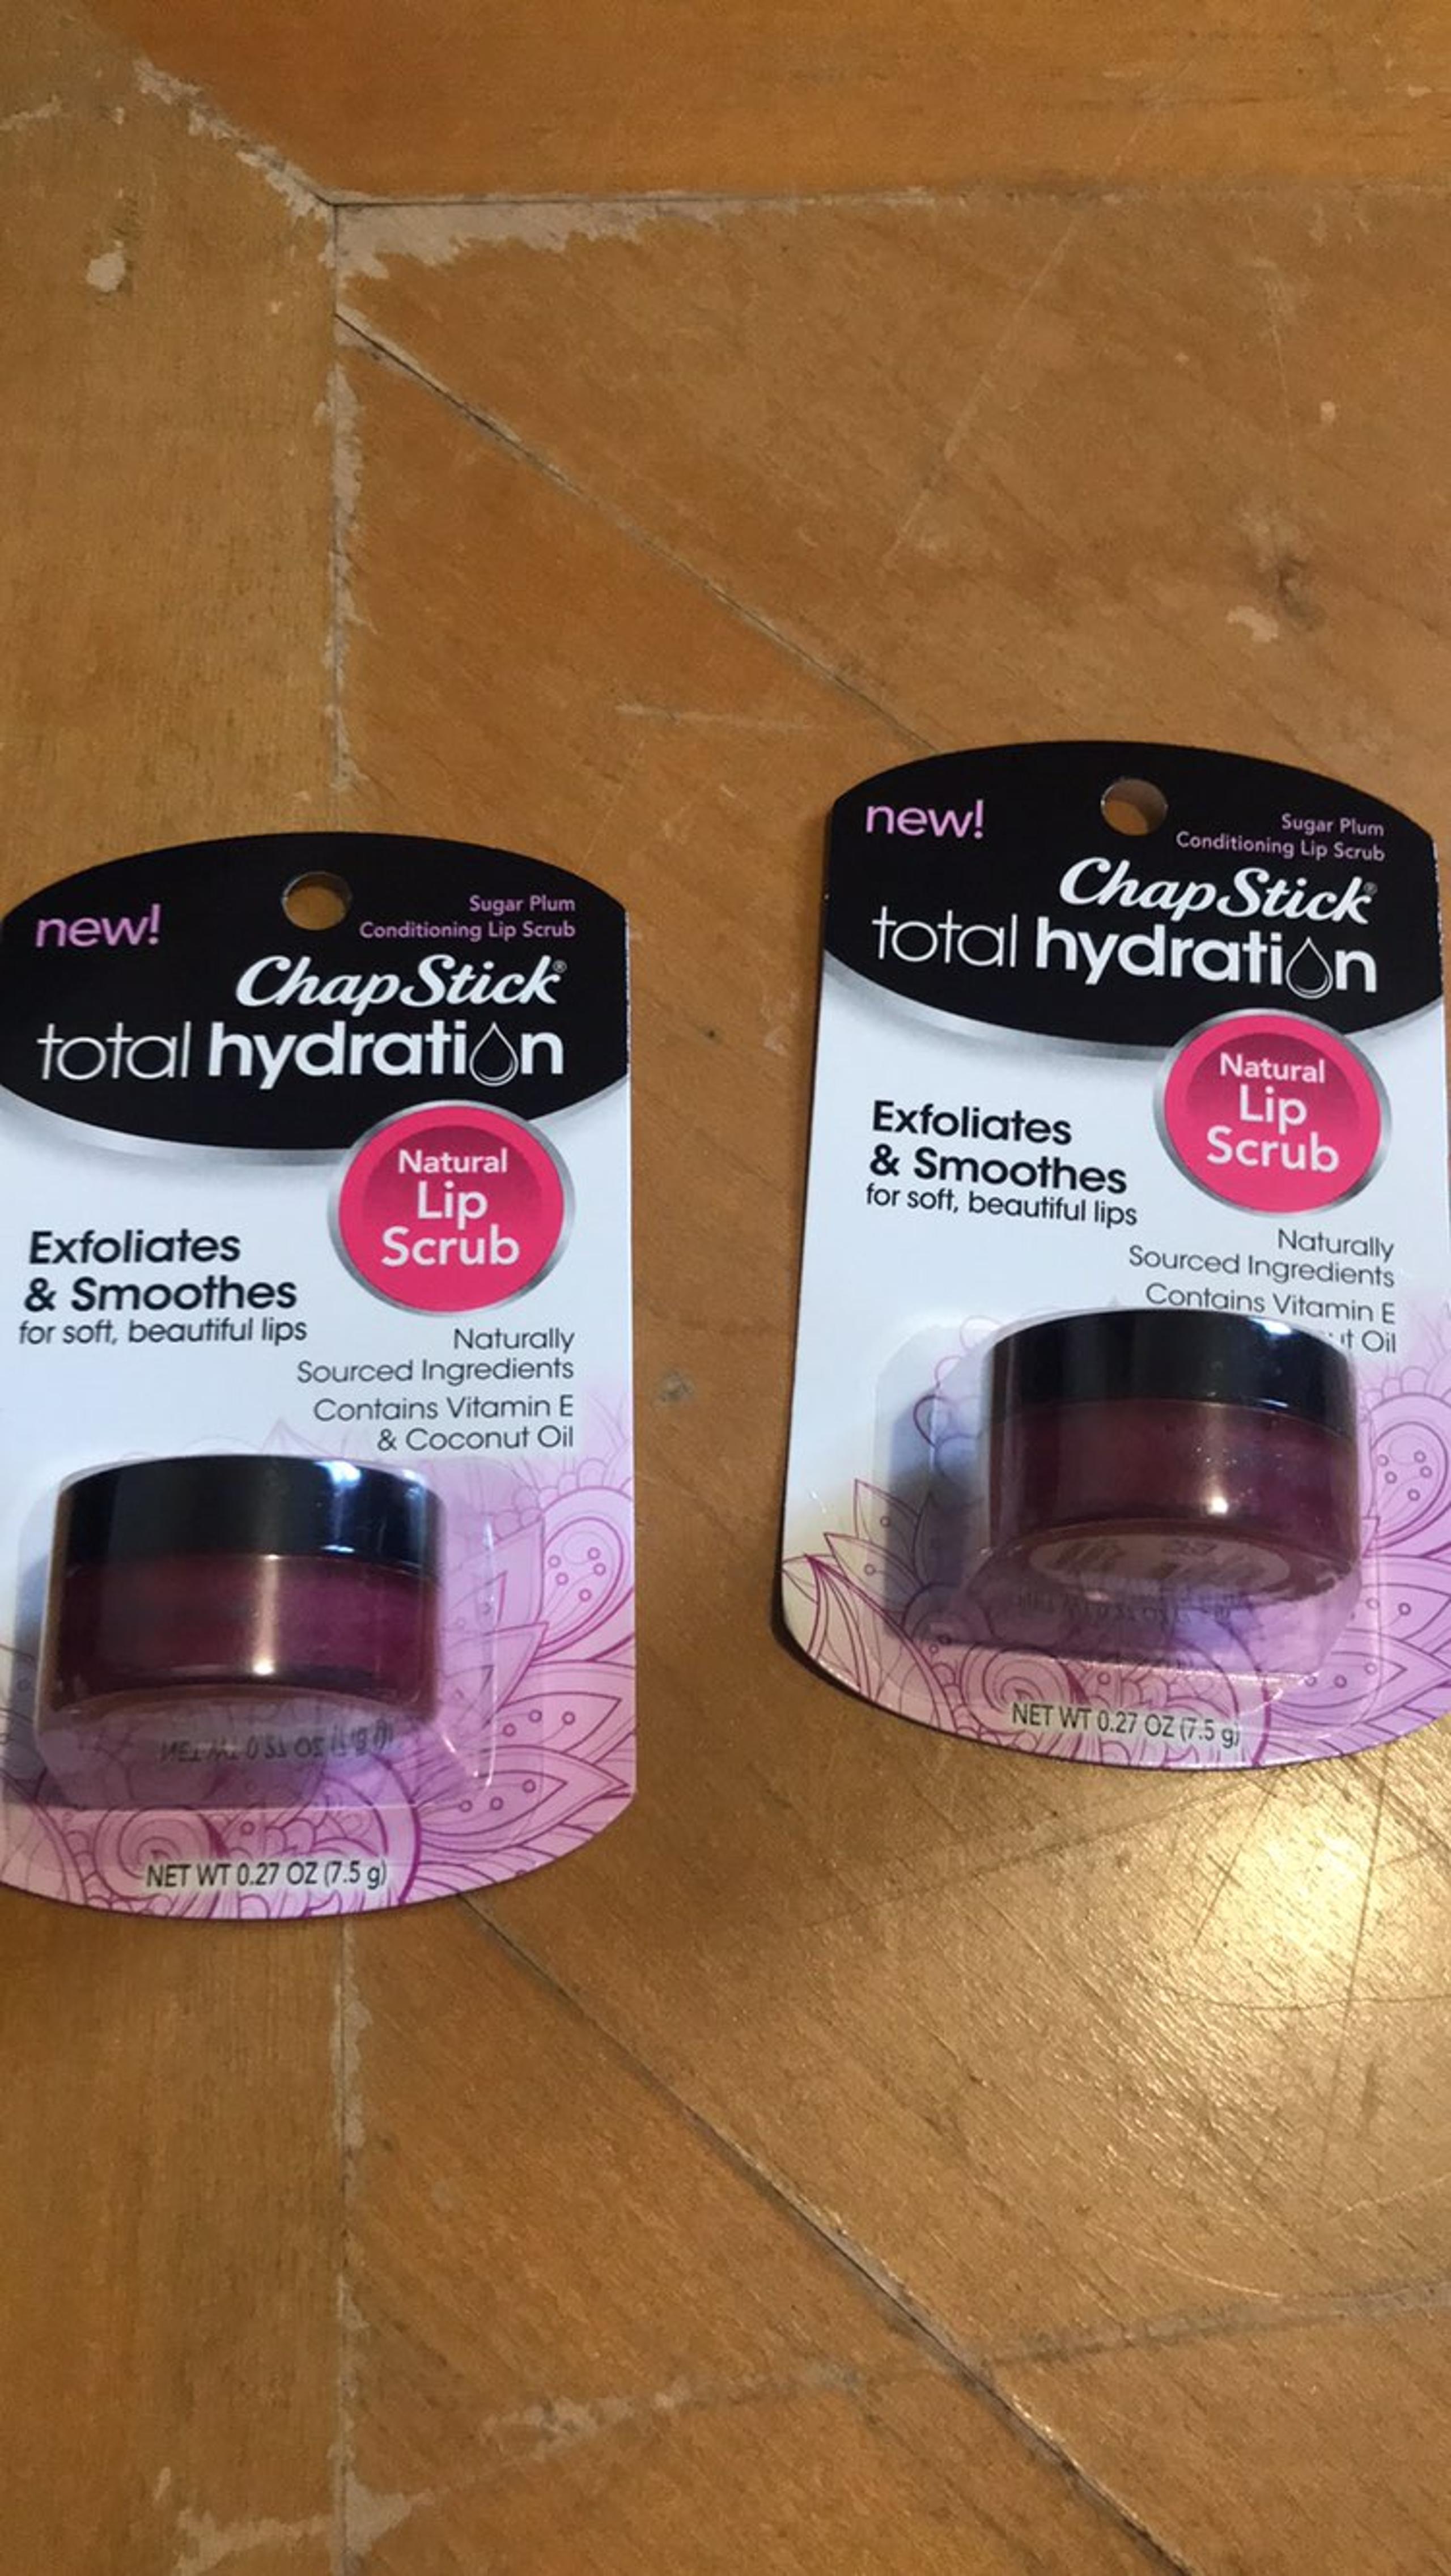 new!
Sugar Plum
Conditioning Lip Scrub
ChapStick®
total hydration
Natural
Lip
Scrub
Exfoliates
& Smoothes
for soft, beautiful lips
Naturally
Sourced Ingredients
Contains Vitamin E
& Coconut Oil
NET WT 0.27 OZ (7.5 g)
new!
Sugar Plum
Conditioning Lip Scrub
ChapStick®
total hydration
Natural
Lip
Scrub
Exfoliates
& Smoothes
for soft, beautiful lips
Naturally
Sourced Ingredients
Contains Vitamin E
Oil
NET WT 0.27 OZ (7.5 g)